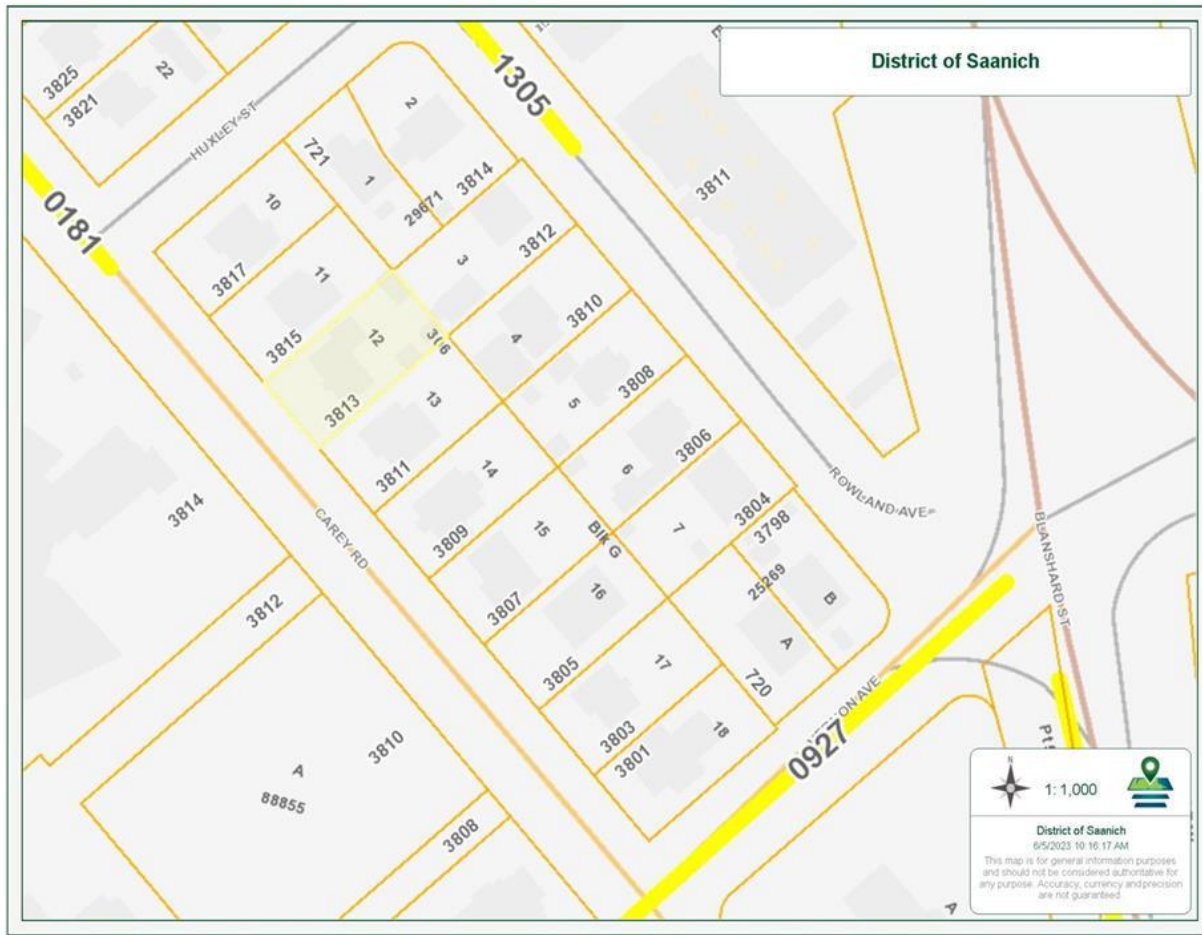 District of Saanich
1305
3825
22
3821
HUXLEY ST
0181
2
721
1
29671
3814
3811
10
3817
11
3812
3
3815
12
306
3810
4
3813
13
3808
5
3811
14
3806
6
ROWLAND AVE
3814
CAREY RD
3809
15
Blk G
7
3804
3798
BLANSHARD ST
3807
16
25269
B
3812
3805
17
A
720
3803
18
3801
0927
3810
A
88855
3808
A
N
1: 1,000
District of Saanich
6/5/2023 10:16:17 AM
This map is for general information purposes
and should not be considered authoritative for
any purpose. Accuracy, currency and precision
are not guaranteed.